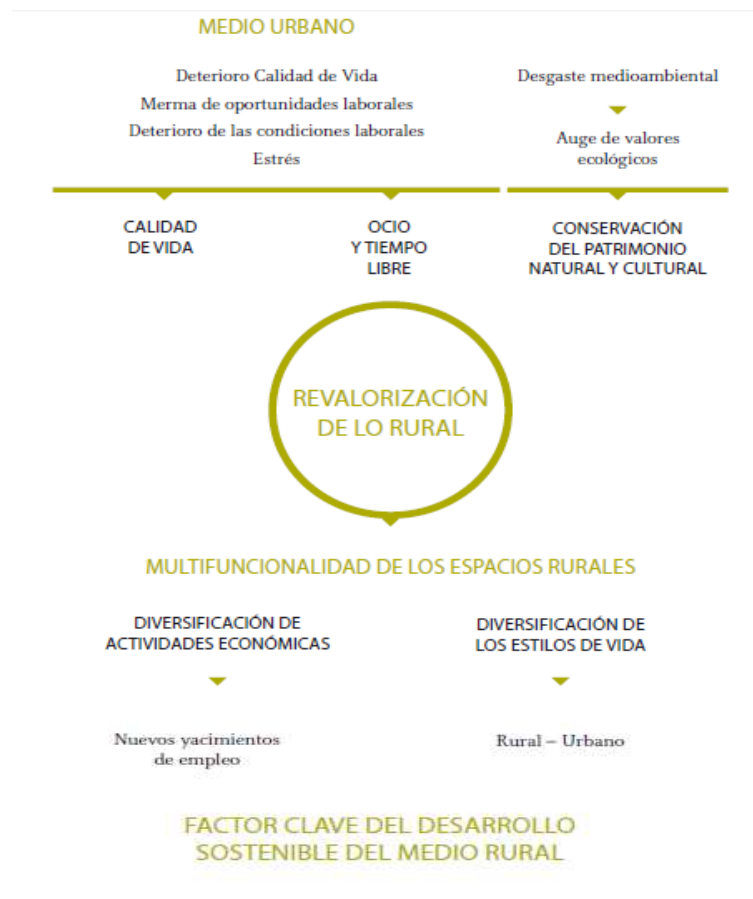 MEDIO URBANO
Deterioro Calidad de Vida
Merma de oportunidades laborales
Deterioro de las condiciones laborales
Estrés
Desgaste medioambiental
Auge de valores
ecológicos
CALIDAD
DE VIDA
OCIO
Y TIEMPO
LIBRE
CONSERVACIÓN
DEL PATRIMONIO
NATURAL Y CULTURAL
REVALORIZACIÓN
DE LO RURAL
MULTIFUNCIONALIDAD DE LOS ESPACIOS RURALES
DIVERSIFICACIÓN DE
ACTIVIDADES ECONÓMICAS
Nuevos yacimientos
de empleo
DIVERSIFICACIÓN DE
LOS ESTILOS DE VIDA
Rural – Urbano
FACTOR CLAVE DEL DESARROLLO
SOSTENIBLE DEL MEDIO RURAL